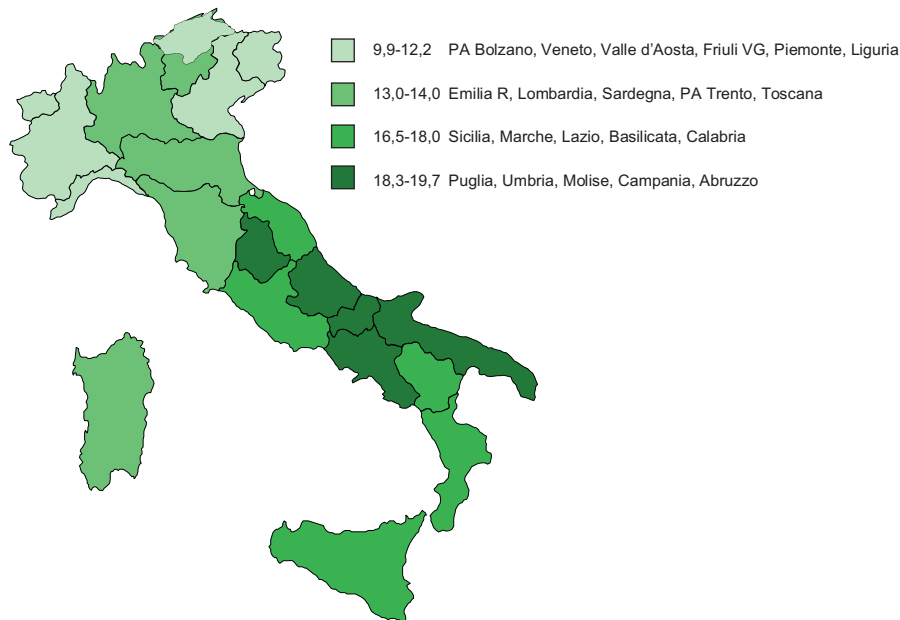 9,9-12,2 PA Bolzano, Veneto, Valle d'Aosta, Friuli VG, Piemonte, Liguria
13,0-14,0 Emilia R, Lombardia, Sardegna, PA Trento, Toscana
16,5-18,0 Sicilia, Marche, Lazio, Basilicata, Calabria
18,3-19,7 Puglia, Umbria, Molise, Campania, Abruzzo